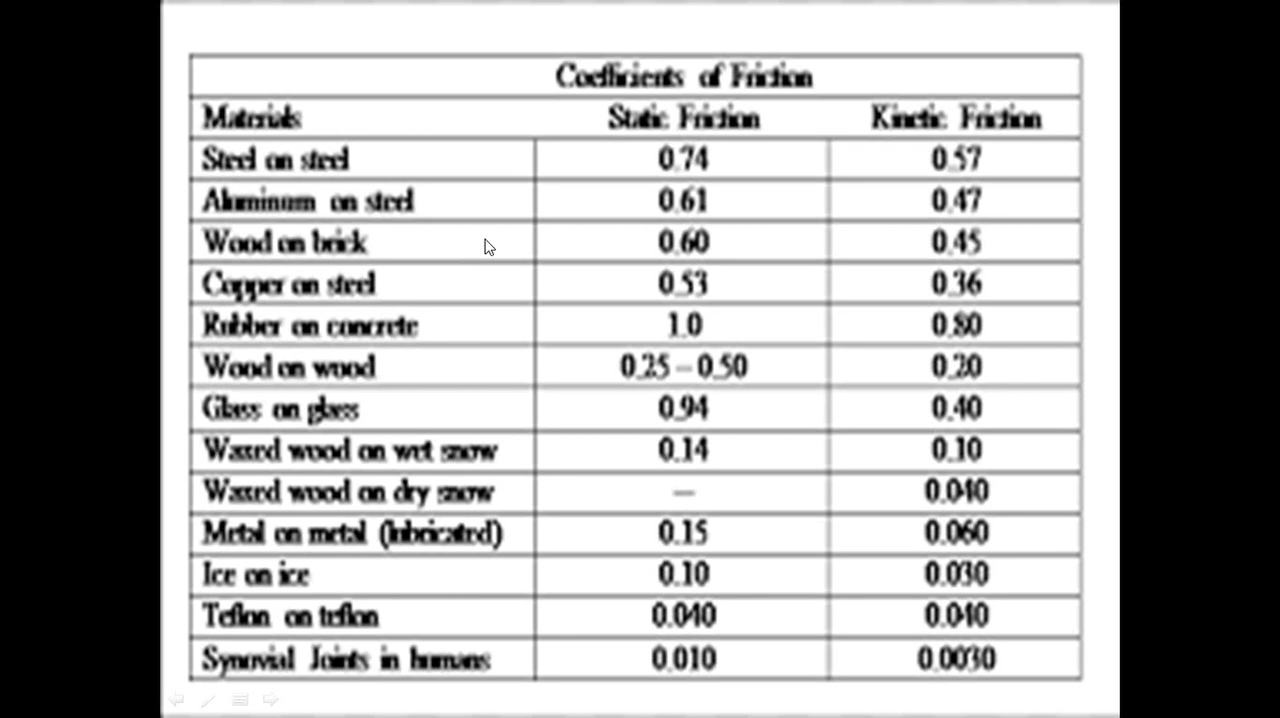 Coefficients of Friction
Materials Static Friction Kinetic Friction
Steel on steel 0.74 0.57
Aluminum on steel 0.61 0.47
Wood on brick 0.60 0.45
Copper on steel 0.53 0.36
Rubber on concrete 1.0 0.80
Wood on wood 0.25 – 0.50 0.20
Glass on glass 0.94 0.40
Waxed wood on wet snow 0.14 0.10
Waxed wood on dry snow – 0.040
Metal on metal (lubricated) 0.15 0.060
Ice on ice 0.10 0.030
Teflon on teflon 0.040 0.040
Synovial Joints in humans 0.010 0.0030